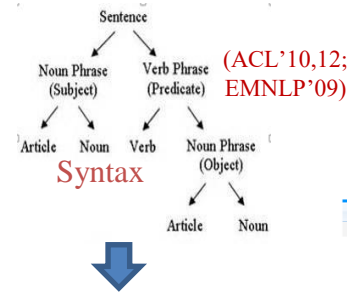 Sentence
Noun Phrase
(Subject)
Verb Phrase
(Predicate)
(ACL'10,12;
EMNLP'09)
Article Noun Verb Noun Phrase
(Object)
Syntax
Article Noun